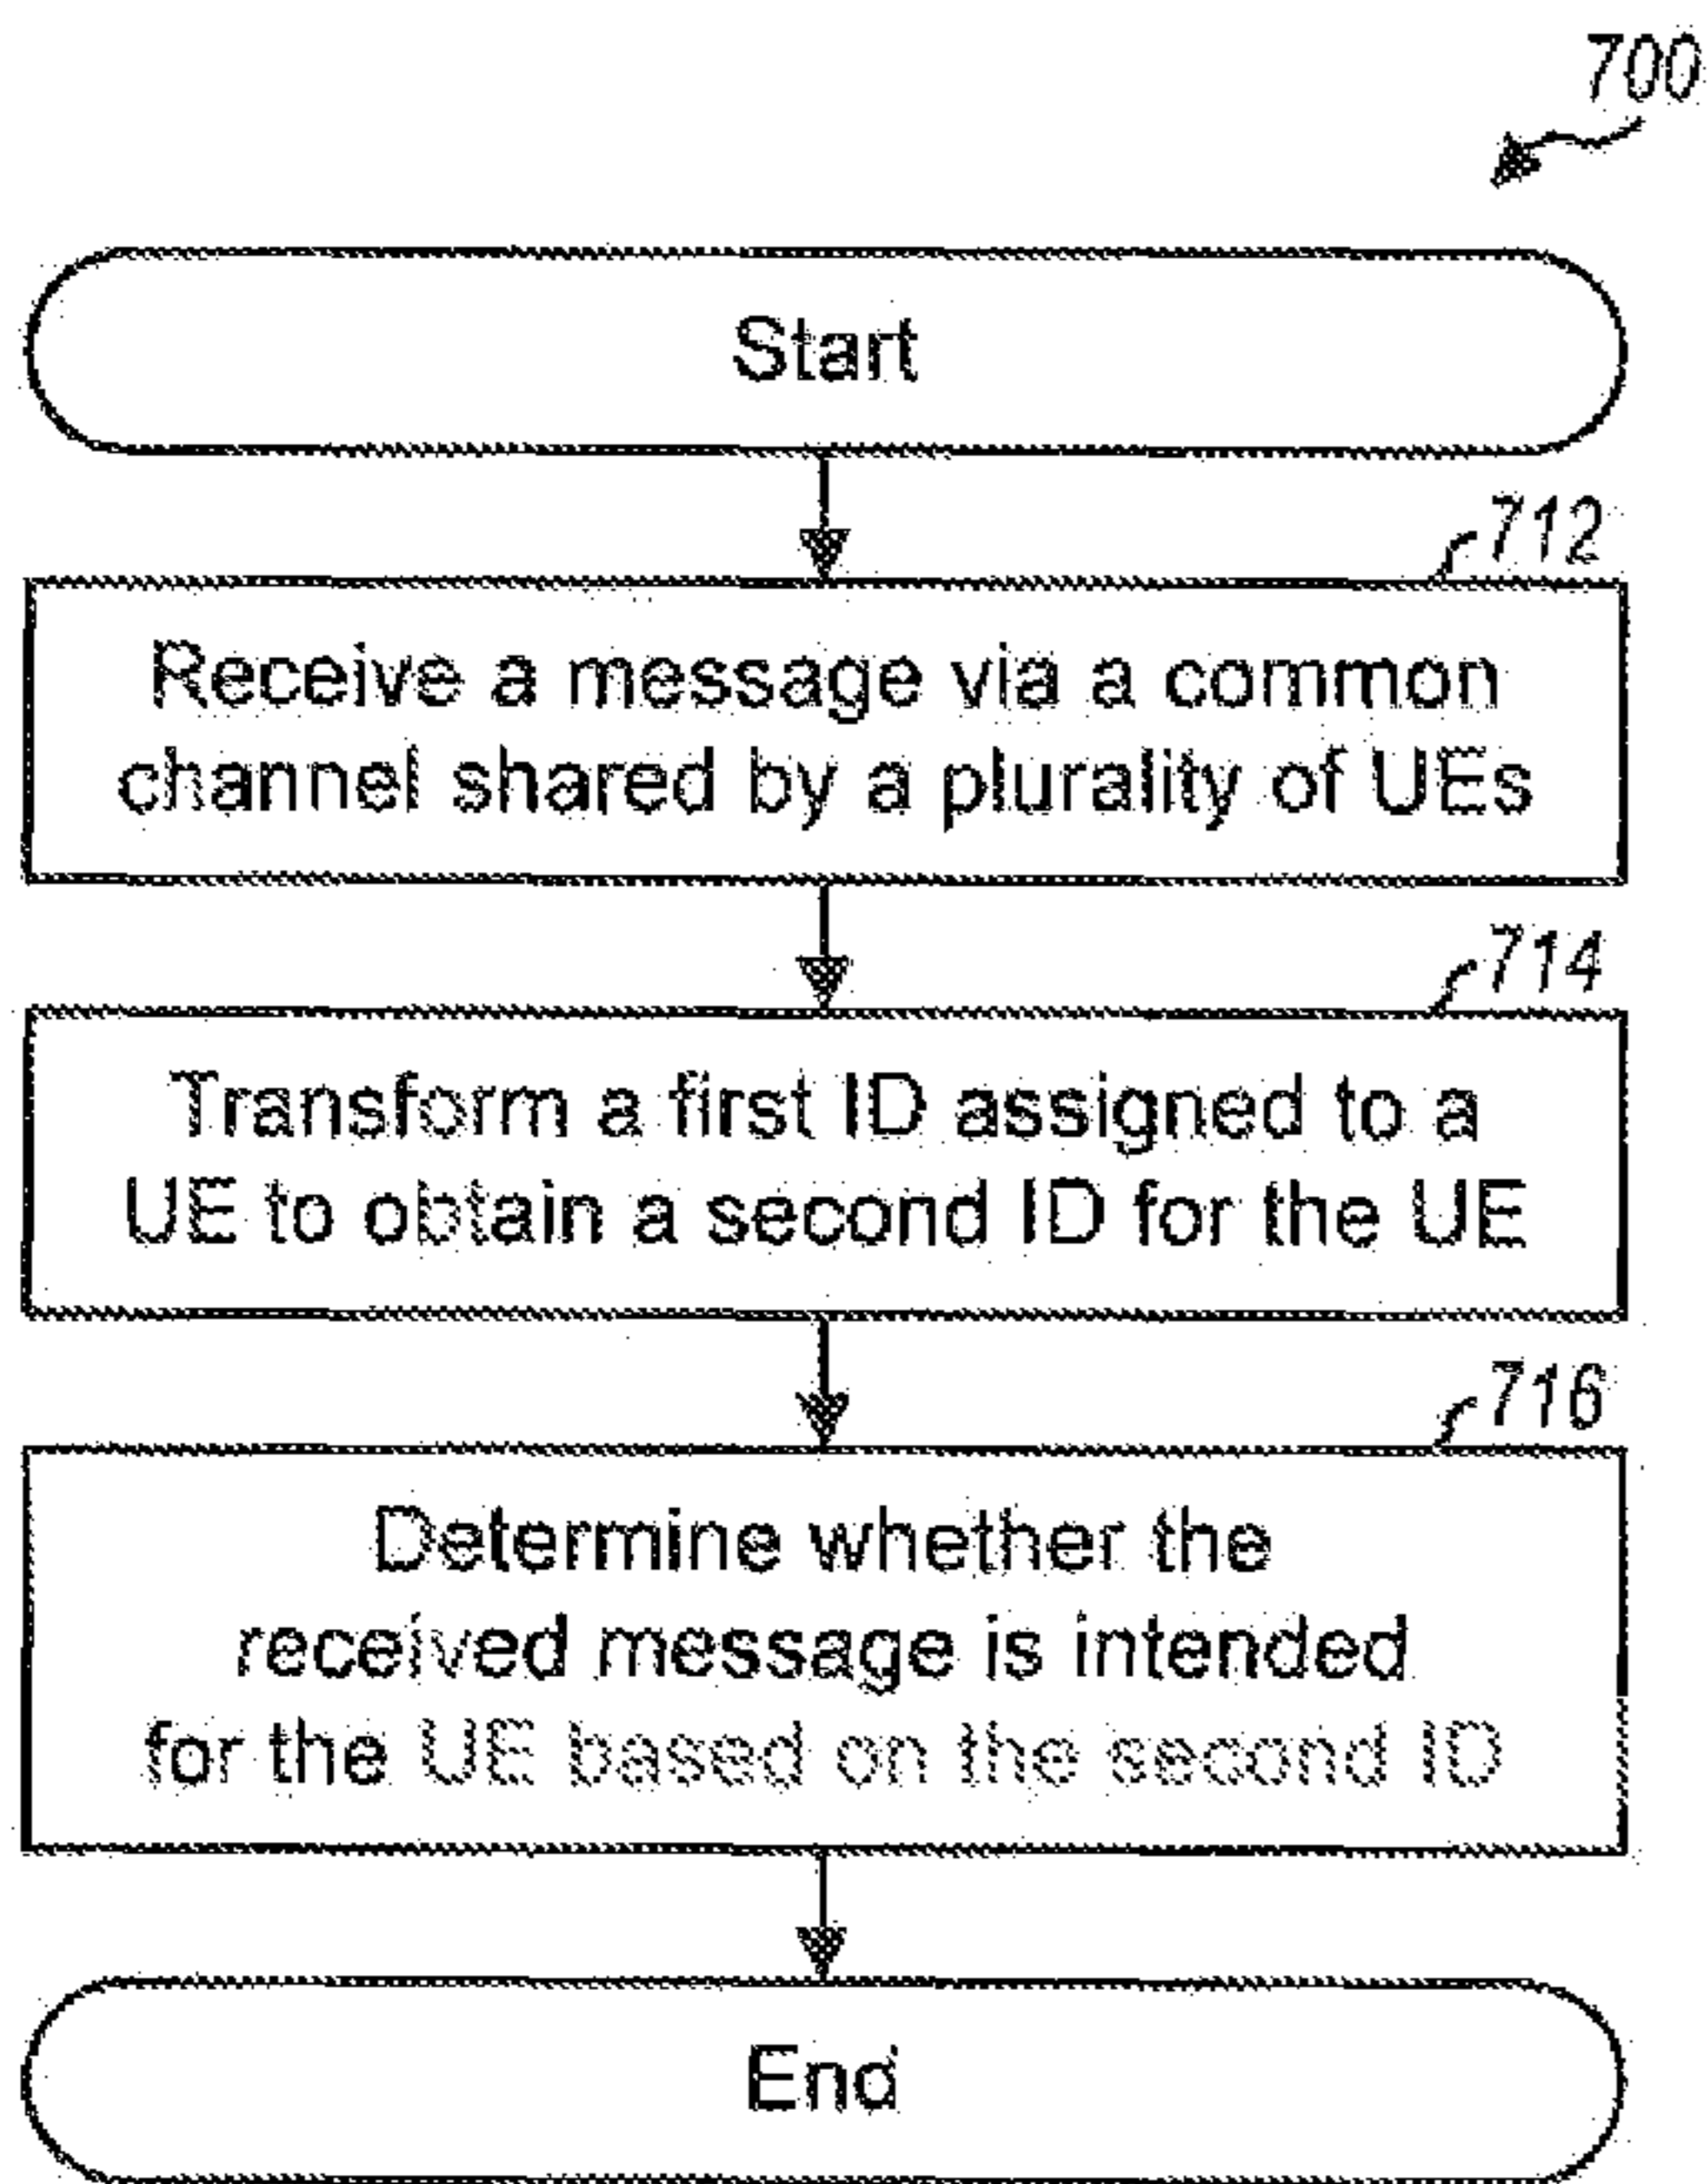 700
Start
712
Receive a message via a common
channel shared by a plurality of UEs
714
Transform a first ID assigned to a
UE to obtain a second ID for the UE
716
Determine whether the
received message is intended
for the UE based on the second ID
End